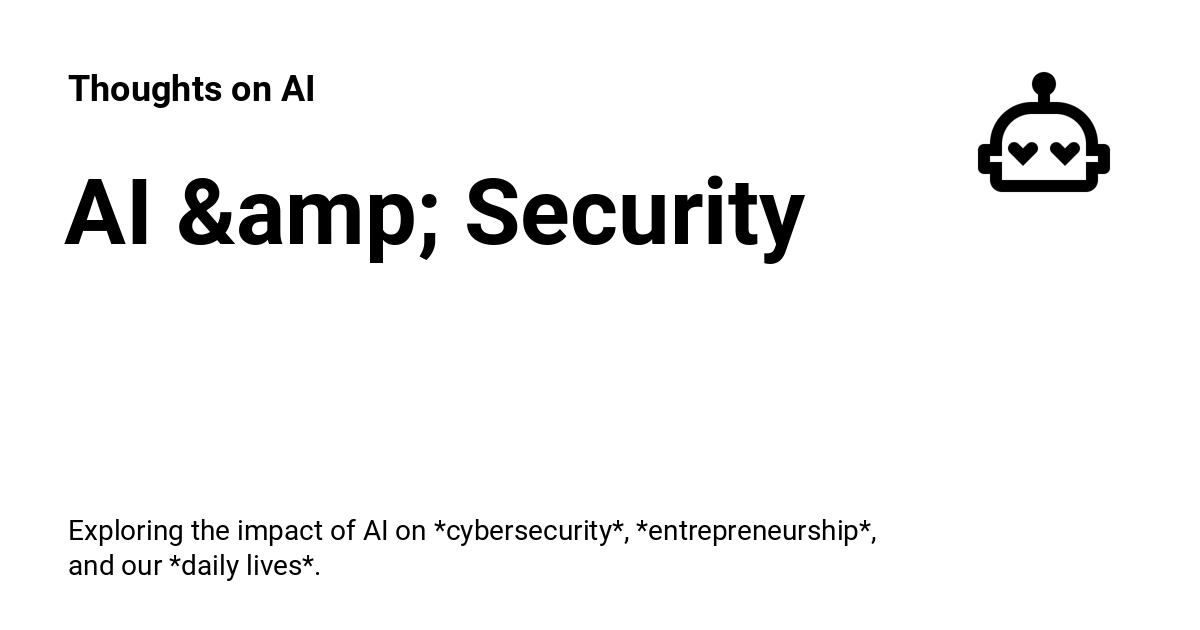 Thoughts on AI
AI &amp; Security
Exploring the impact of AI on *cybersecurity*, *entrepreneurship*,
and our *daily lives*.